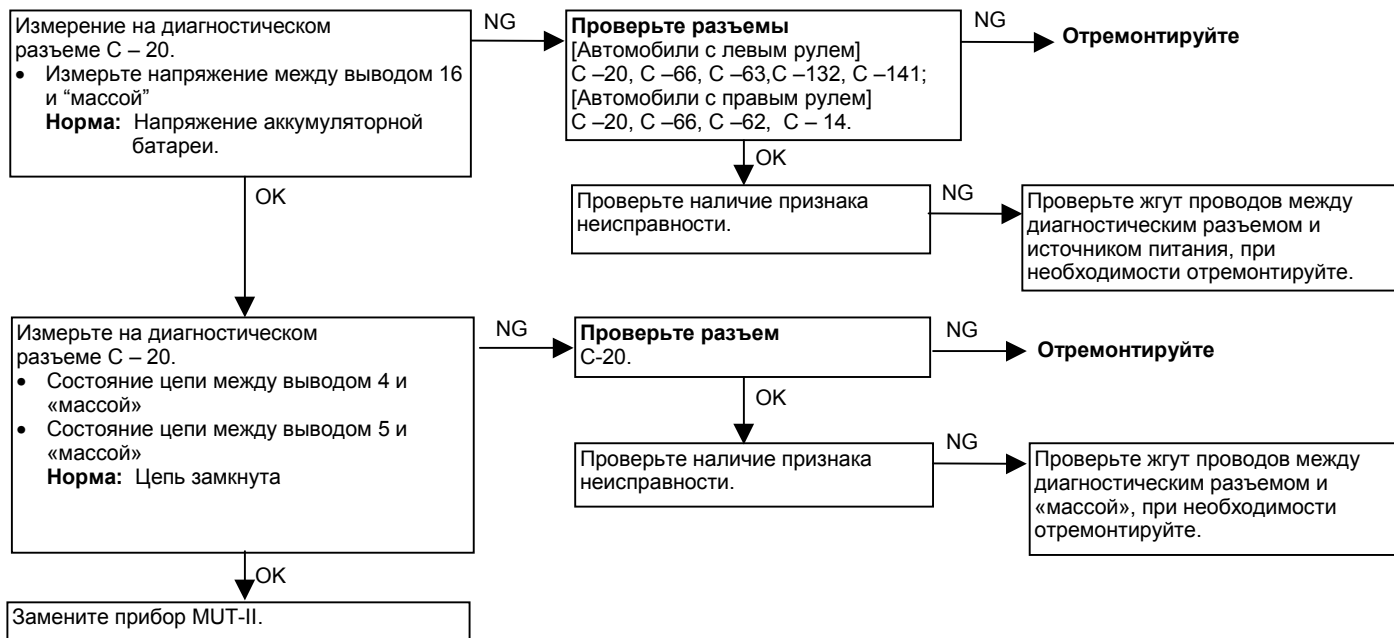 Измерение на диагностическом
разъеме С – 20.
• Измерьте напряжение между выводом 16
и “массой”
Норма: Напряжение аккумуляторной
батареи.
NG
Проверьте разъемы
[Автомобили с левым рулем]
С –20, С –66, С –63,С –132, С –141;
[Автомобили с правым рулем]
С –20, С –66, С –62, С – 14.
NG
Отремонтируйте
OK
Проверьте наличие признака
неисправности.
NG
Проверьте жгут проводов между
диагностическим разъемом и
источником питания, при
необходимости отремонтируйте.
OK
Измерьте на диагностическом
разъеме С – 20.
• Состояние цепи между выводом 4 и
«массой»
• Состояние цепи между выводом 5 и
«массой»
Норма: Цепь замкнута
NG
Проверьте разъем
С-20.
NG
Отремонтируйте
OK
Проверьте наличие признака
неисправности.
NG
Проверьте жгут проводов между
диагностическим разъемом и
«массой», при необходимости
отремонтируйте.
OK
Замените прибор MUT-II.